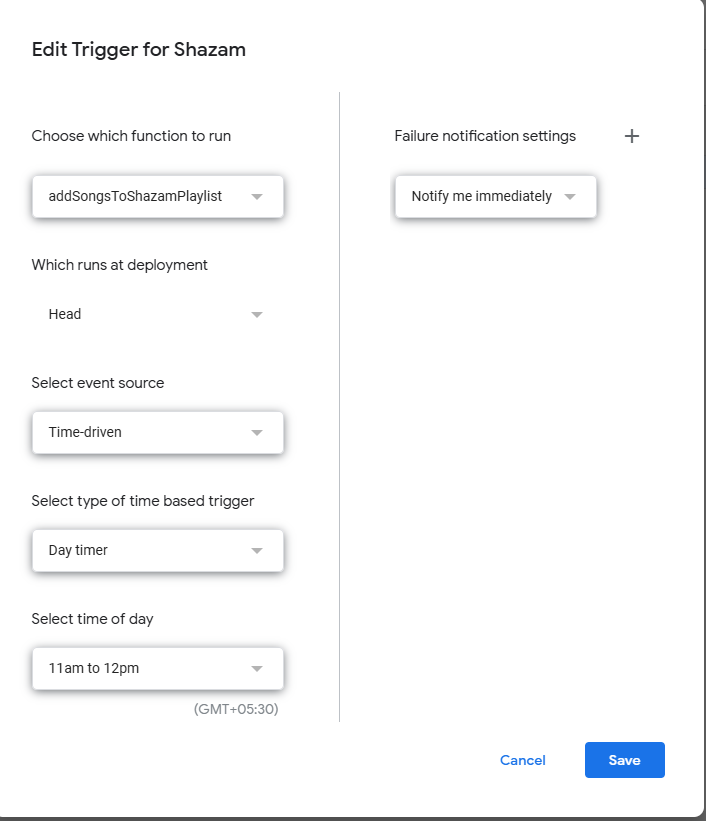 Edit Trigger for Shazam
Choose which function to run
addSongsToShazamPlaylist
Which runs at deployment
Head
Select event source
Time-driven
Select type of time based trigger
Day timer
Select time of day
11am to 12pm
(GMT+05:30)
Failure notification settings
Notify me immediately
Cancel
Save